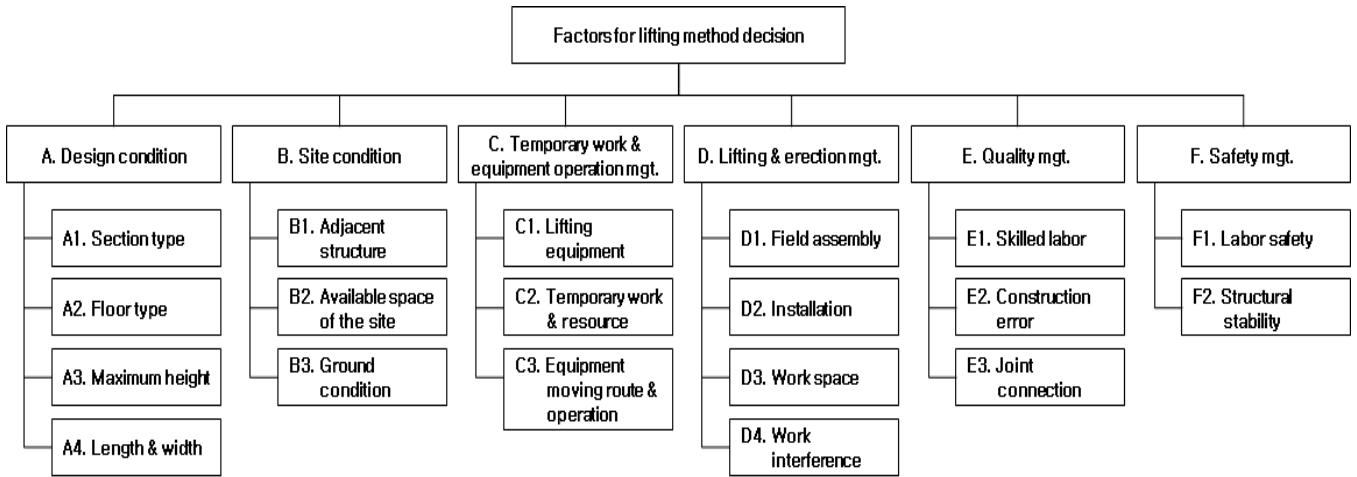 Factors for lifting method decision
A. Design condition
B. Site condition
C. Temporary work &
equipment operation mgt.
D. Lifting & erection mgt.
E. Quality mgt.
F. Safety mgt.
A1. Section type
A2. Floor type
A3. Maximum height
A4. Length & width
B1. Adjacent
structure
B2. Available space
of the site
B3. Ground
condition
C1. Lifting
equipment
C2. Temporary work
& resource
C3. Equipment
moving route &
operation
D1. Field assembly
D2. Installation
D3. Work space
D4. Work
interference
E1. Skilled labor
E2. Construction
error
E3. Joint
connection
F1. Labor safety
F2. Structural
stability